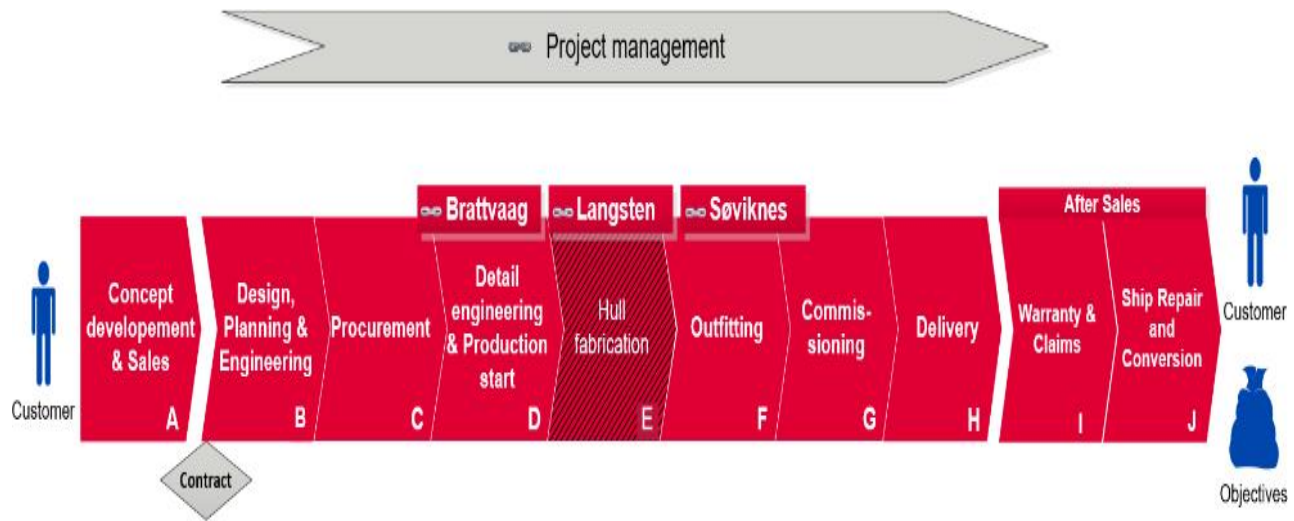 Project management
Brattvaag
Langsten
Søviknes
After Sales
Customer
Concept
developement
& Sales
A
Contract
Design,
Planning &
Engineering
B
Procurement
C
Detail
engineering
& Production
start
D
Hull
fabrication
E
Outfitting
F
Commis-
sioning
G
Delivery
H
Warranty &
Claims
I
Ship Repair
and
Conversion
J
Customer
Objectives